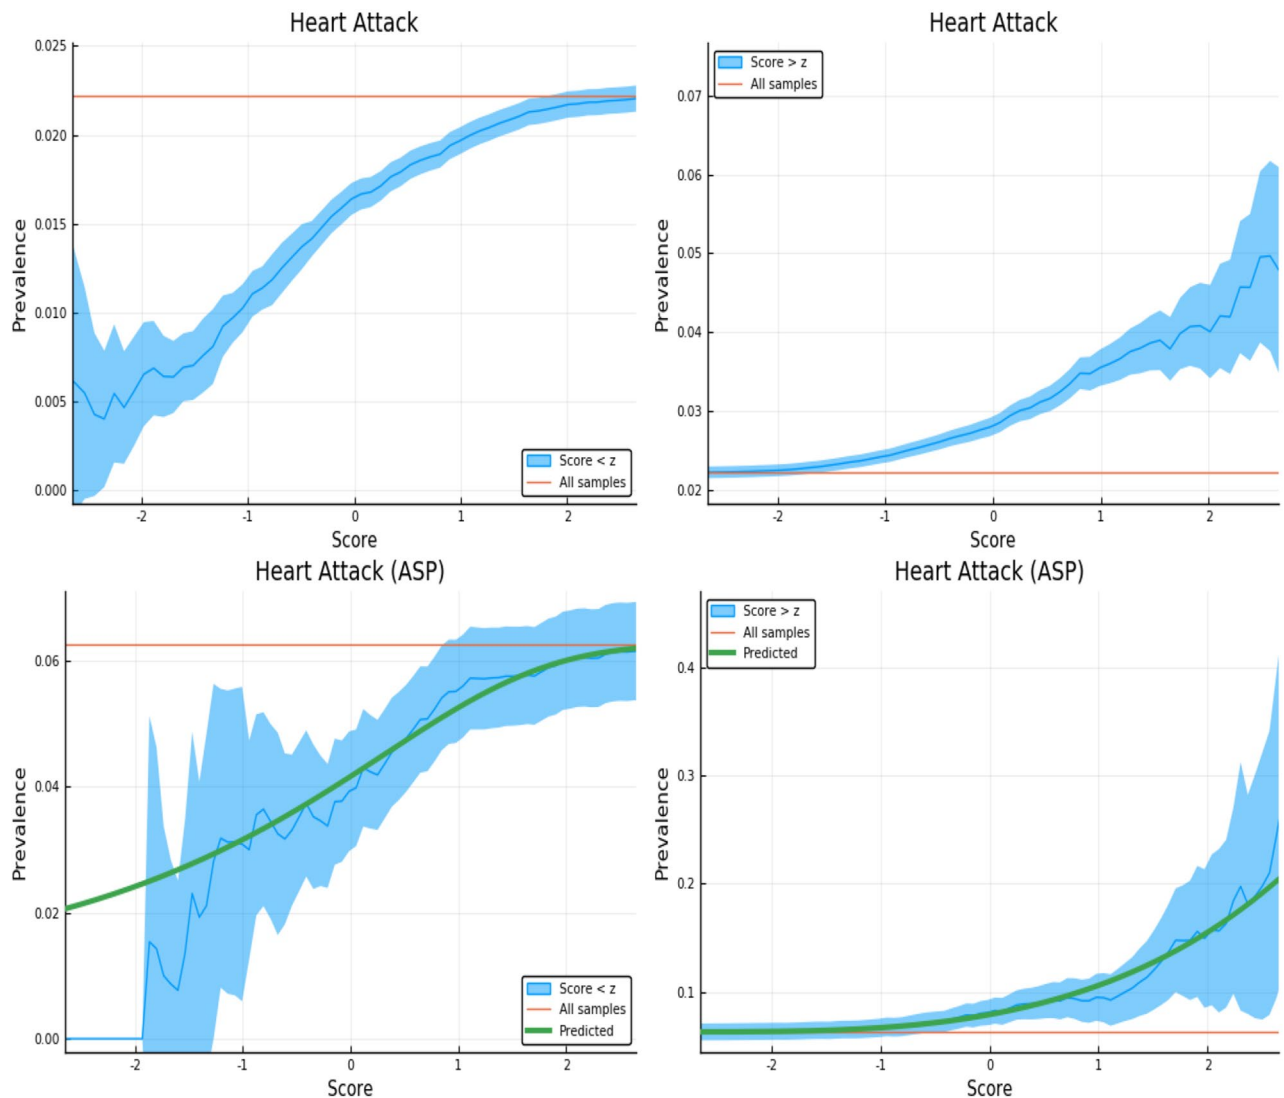 Heart Attack
0.025
0.020
0.015
0.010
0.005
0.000
Prevalence
Score < z
All samples
-2 -1 0 1 2
Score
Heart Attack
Score > z
All samples
0.07
0.06
0.05
0.04
0.03
0.02
Prevalence
-2 -1 0 1 2
Score
Heart Attack (ASP)
0.06
0.04
0.02
0.00
Prevalence
Score < z
All samples
Predicted
-2 -1 0 1 2
Score
Heart Attack (ASP)
Score > z
All samples
Predicted
0.4
0.3
0.2
0.1
Prevalence
-2 -1 0 1 2
Score